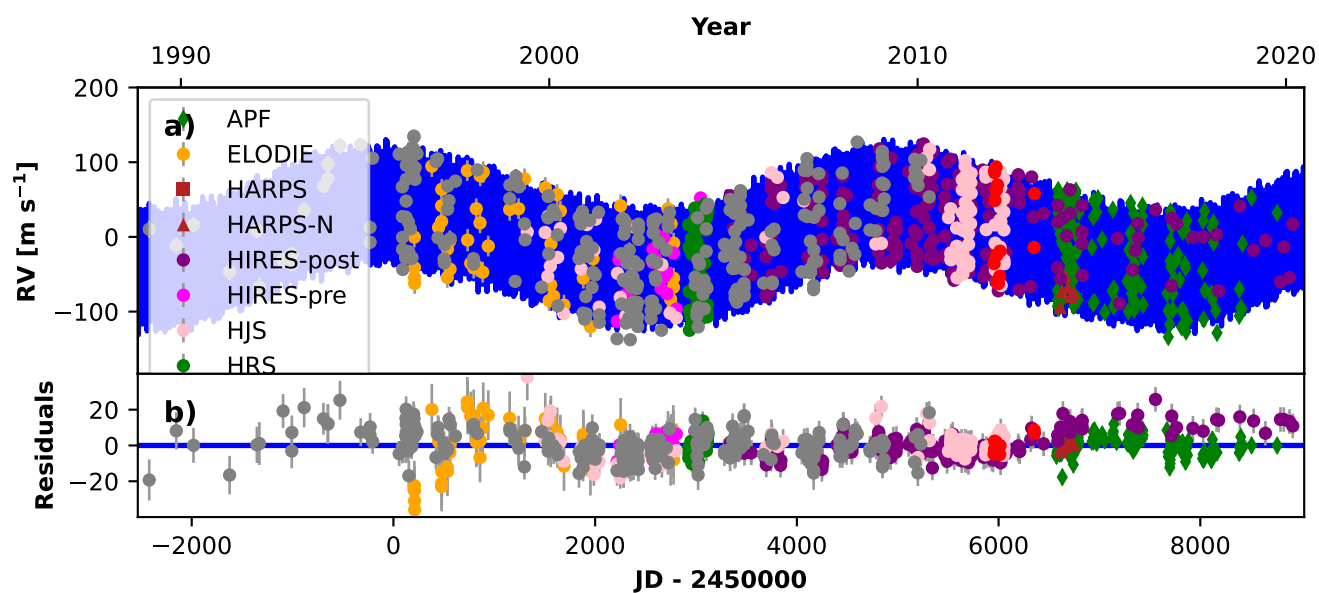 Year
1990 2000 2010 2020
200
100
0
−100
RV [m s⁻¹]
a)
APF
ELODIE
HARPS
HARPS-N
HIRES-post
HIRES-pre
HJS
HRS
b)
20
0
−20
Residuals
−2000 0 2000 4000 6000 8000
JD - 2450000